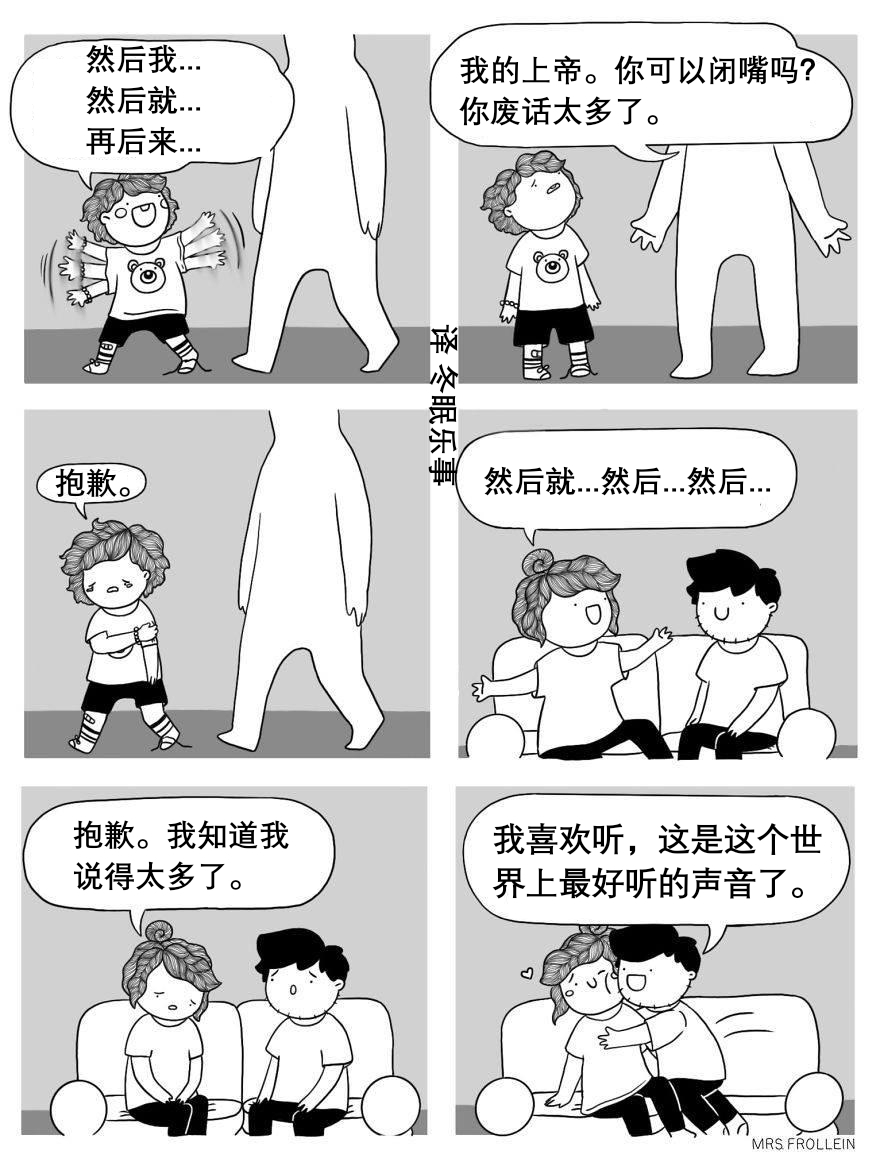 然后我...
然后就...
再后来...
我的上帝。你可以闭嘴吗?
你废话太多了。
译 冬眠乐事
抱歉。
然后就...然后...然后...
抱歉。我知道我
说得太多了。
我喜欢听，这是这个世
界上最好听的声音了。
MRS. FROLLEIN